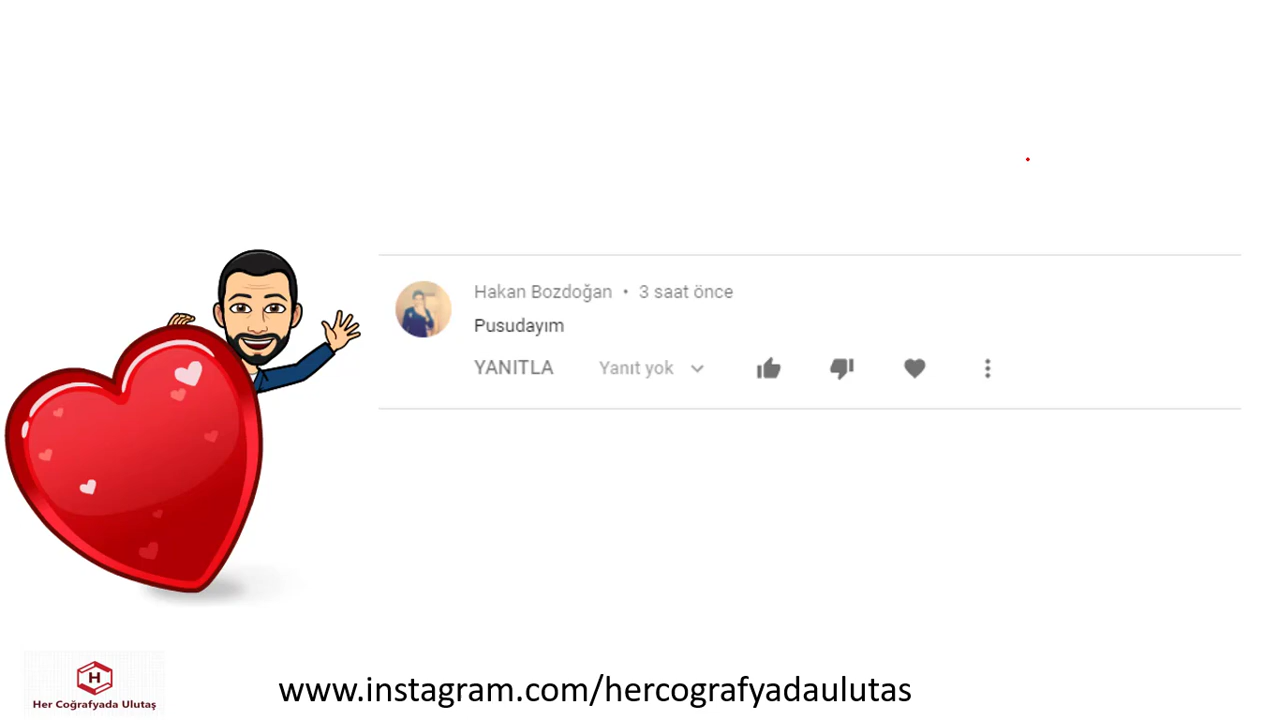 Hakan Bozdoğan • 3 saat önce
Pusudayım
YANITLA Yanıt yok
H
Her Coğrafyada Ulutaş
www.instagram.com/hercografyadaulutas